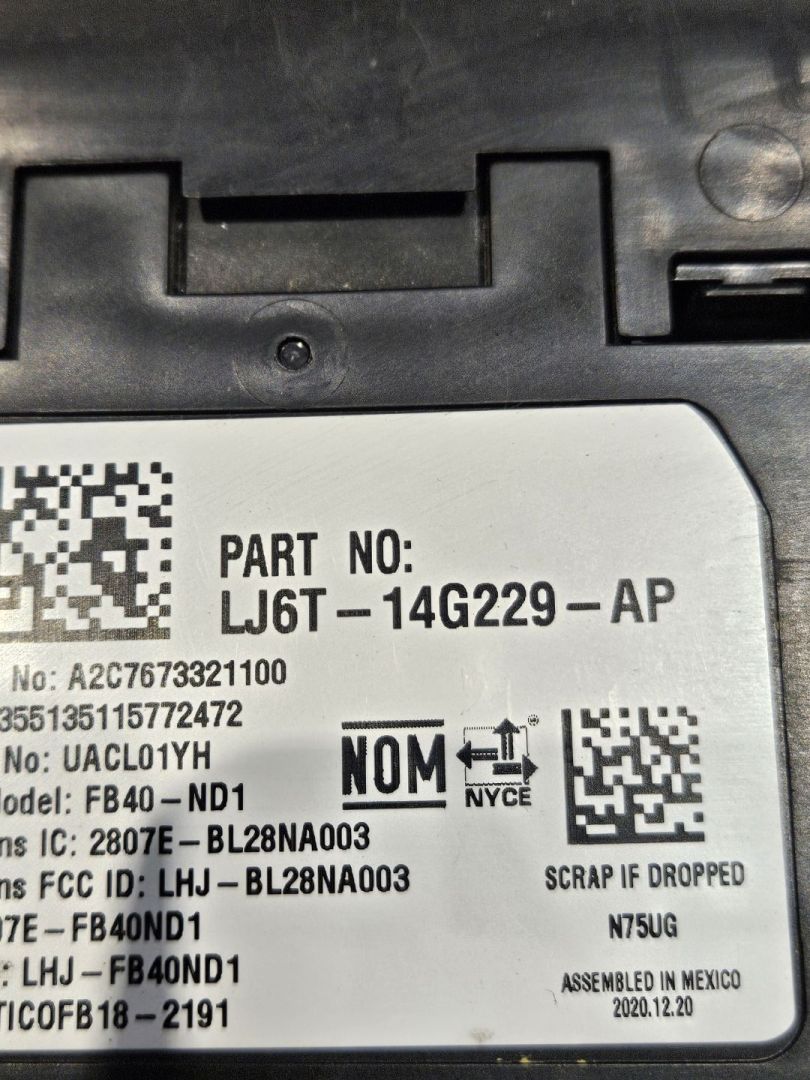 PART NO:
LJ6T-14G229-AP
No: A2C7673321100
355135115772472
No: UACL01YH
Model: FB40-ND1
ns IC: 2807E-BL28NA003
ns FCC ID: LHJ-BL28NA003
07E-FB40ND1
: LHJ-FB40ND1
TICOFB18-2191
NOM
NYCE
SCRAP IF DROPPED
N75UG
ASSEMBLED IN MEXICO
2020.12.20